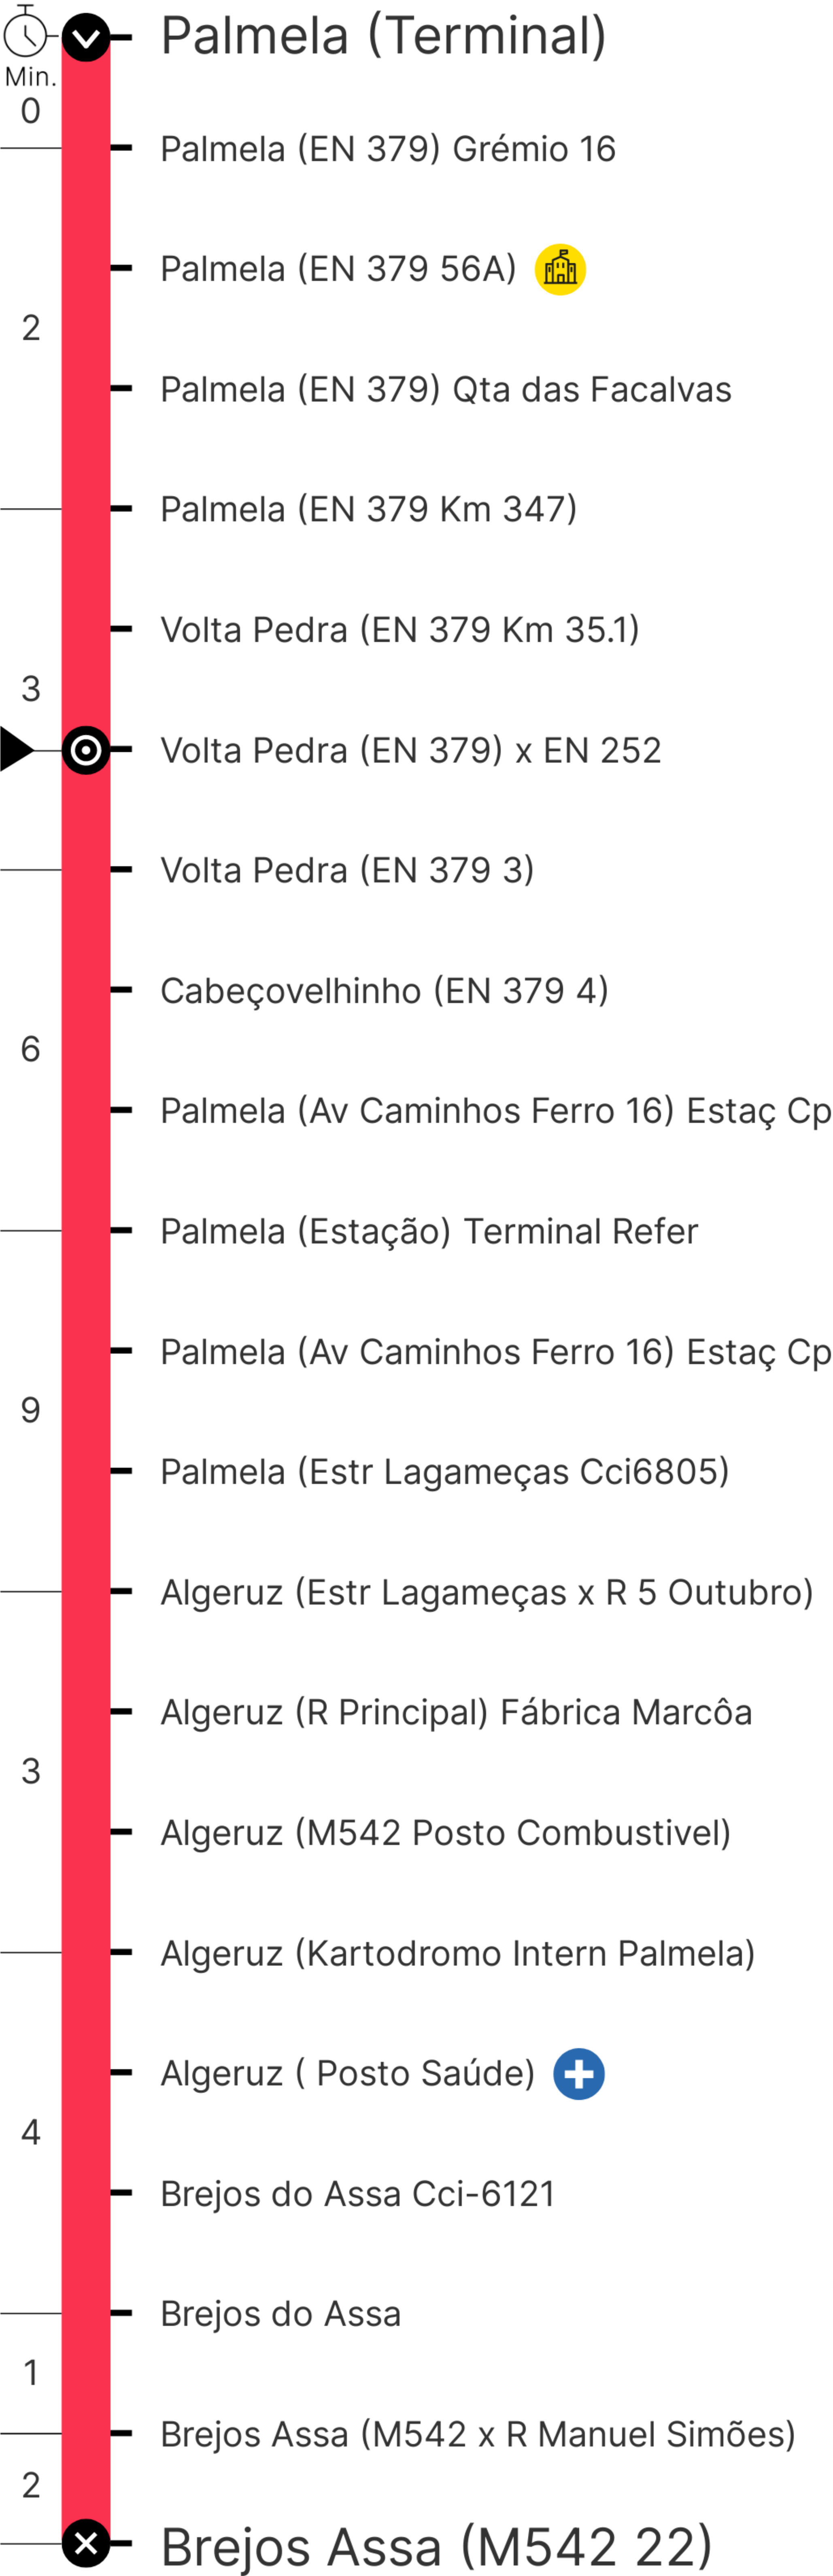 Palmela (Terminal)
Min.
0
Palmela (EN 379) Grémio 16
Palmela (EN 379 56A)
2
Palmela (EN 379) Qta das Facalvas
Palmela (EN 379 Km 347)
Volta Pedra (EN 379 Km 35.1)
3
Volta Pedra (EN 379) x EN 252
Volta Pedra (EN 379 3)
Cabeçovelhinho (EN 379 4)
6
Palmela (Av Caminhos Ferro 16) Estaç Cp
Palmela (Estação) Terminal Refer
Palmela (Av Caminhos Ferro 16) Estaç Cp
9
Palmela (Estr Lagameças Cci6805)
Algeruz (Estr Lagameças x R 5 Outubro)
Algeruz (R Principal) Fábrica Marcôa
3
Algeruz (M542 Posto Combustivel)
Algeruz (Kartodromo Intern Palmela)
Algeruz ( Posto Saúde)
4
Brejos do Assa Cci-6121
Brejos do Assa
1
Brejos Assa (M542 x R Manuel Simões)
2
Brejos Assa (M542 22)